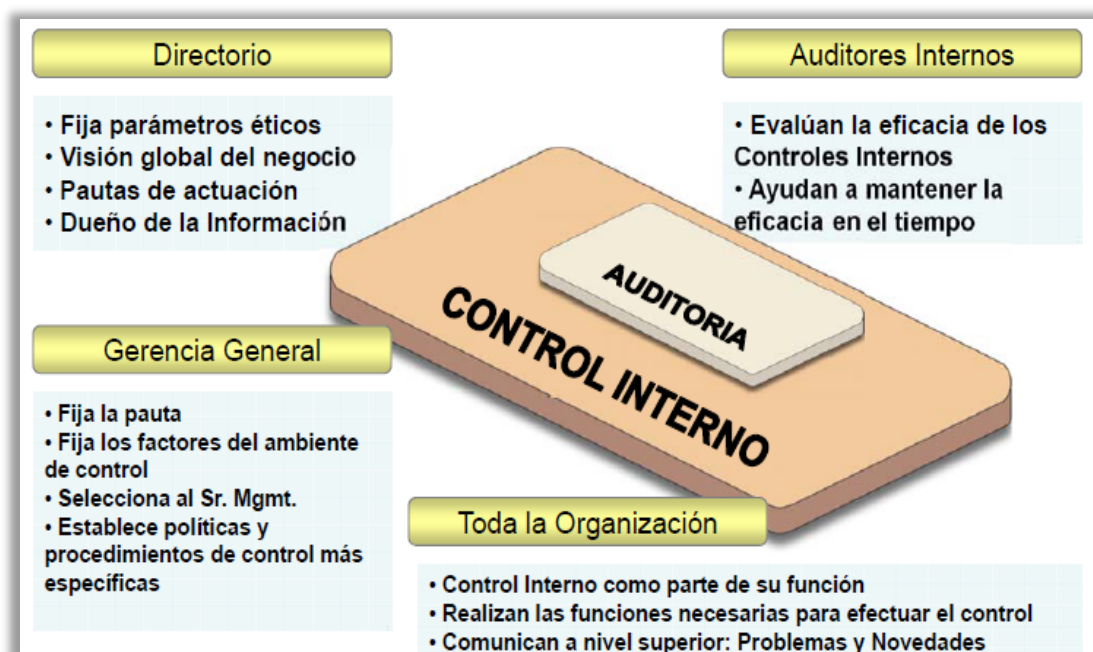 Directorio
• Fija parámetros éticos
• Visión global del negocio
• Pautas de actuación
• Dueño de la Información
Auditores Internos
• Evalúan la eficacia de los
Controles Internos
• Ayudan a mantener la
eficacia en el tiempo
AUDITORIA
CONTROL INTERNO
Gerencia General
• Fija la pauta
• Fija los factores del ambiente
de control
• Selecciona al Sr. Mgmt.
• Establece políticas y
procedimientos de control más
específicas
Toda la Organización
• Control Interno como parte de su función
• Realizan las funciones necesarias para efectuar el control
• Comunican a nivel superior: Problemas y Novedades